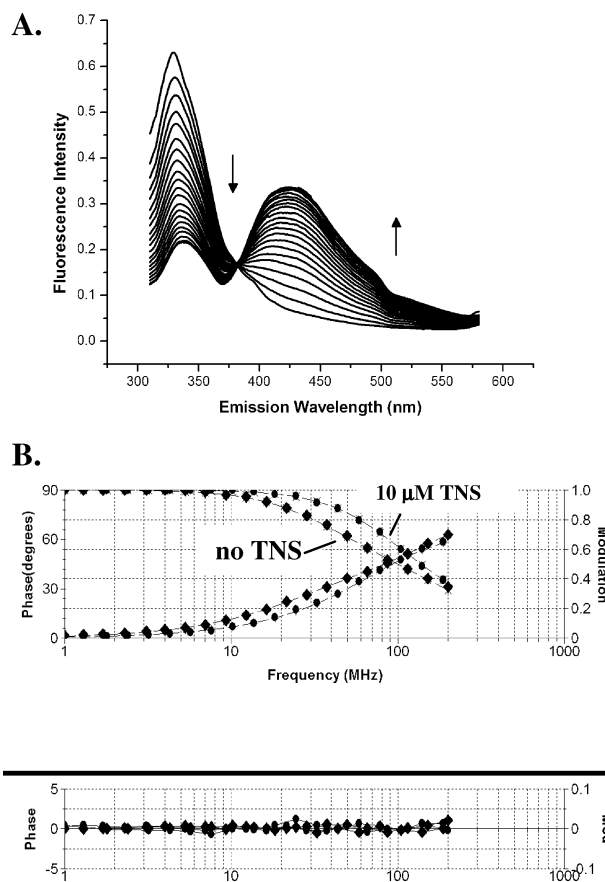 A.
0.7
0.6
0.5
0.4
0.3
0.2
0.1
0.0
Fluorescence Intensity
300 350 400 450 500 550 600
Emission Wavelength (nm)
B.
90
60
30
0
Phase(degrees)
10 μM TNS
no TNS
1.0
0.8
0.6
0.4
0.2
0
Modulation
1 10 100 1000
Frequency (MHz)
5
0
-5
Phase
0.1
0
-0.1
Mod
1 10 100 1000